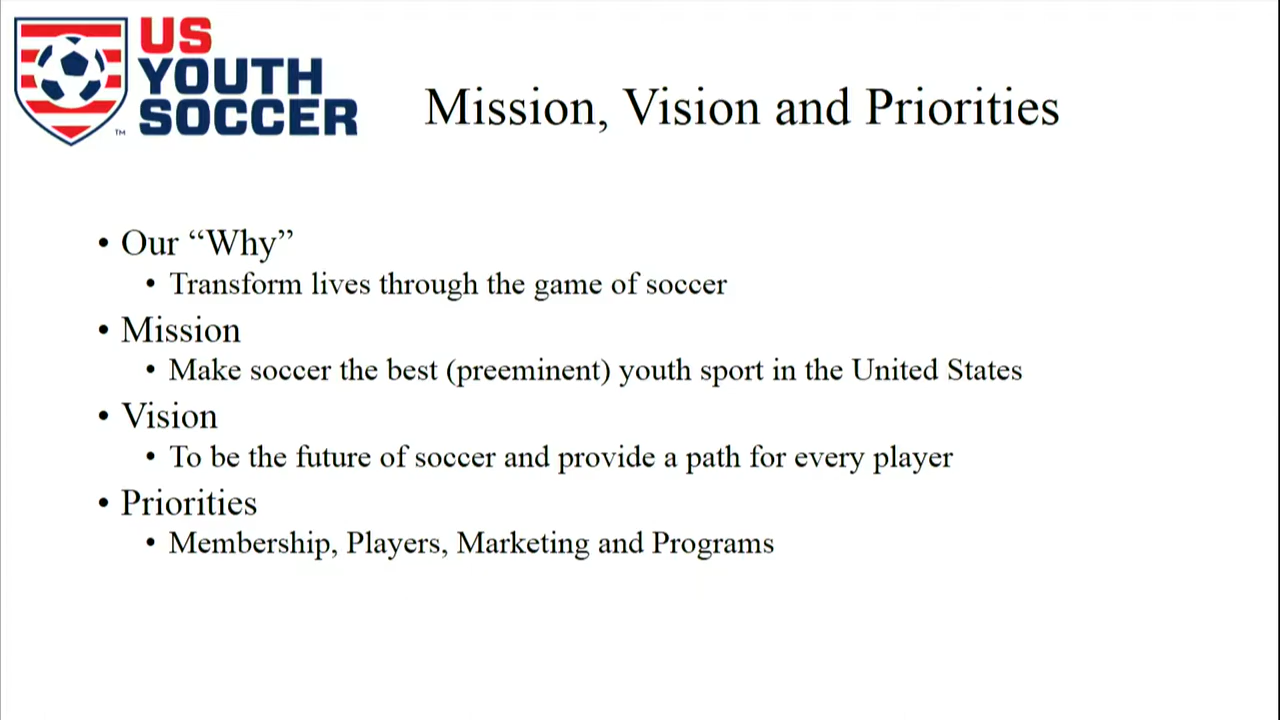 US
YOUTH
SOCCER
™
Mission, Vision and Priorities
• Our “Why”
• Transform lives through the game of soccer
• Mission
• Make soccer the best (preeminent) youth sport in the United States
• Vision
• To be the future of soccer and provide a path for every player
• Priorities
• Membership, Players, Marketing and Programs